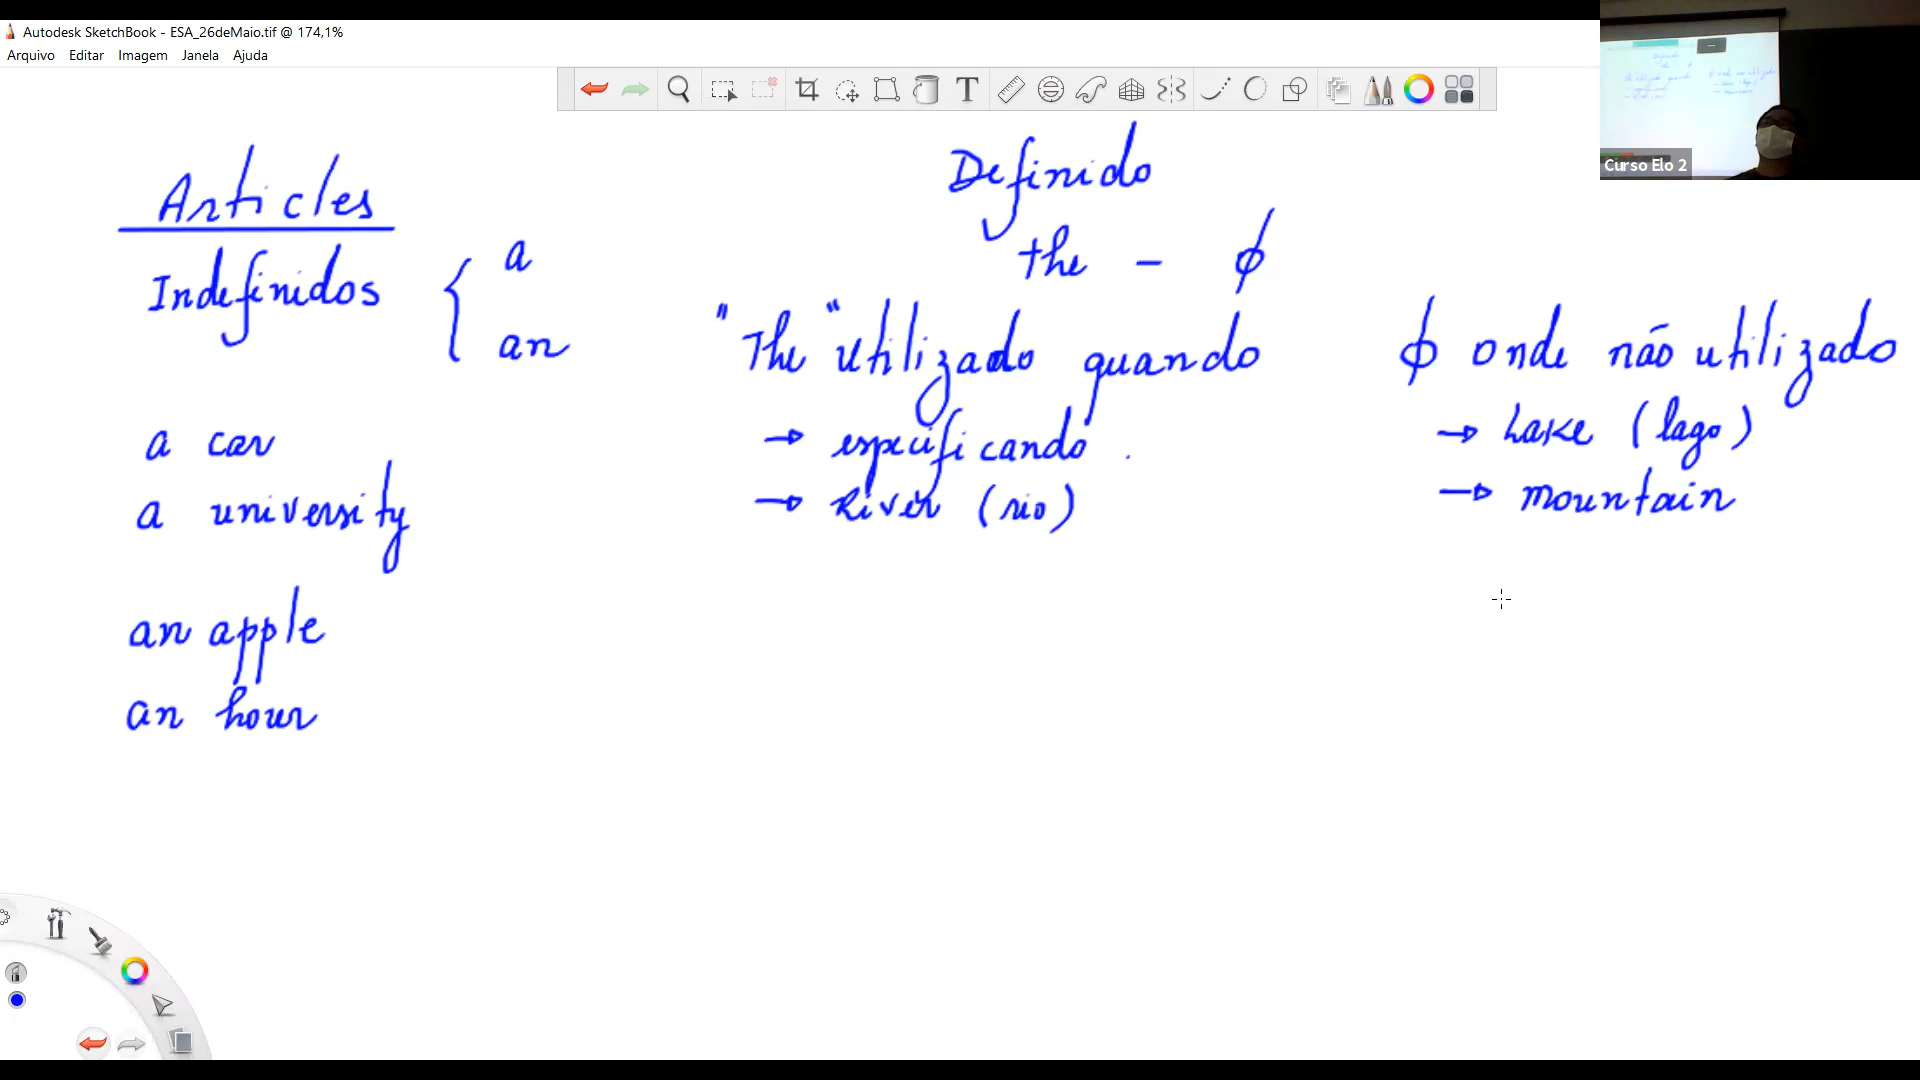 Autodesk SketchBook - ESA_26deMaio.tif @ 174,1%
Arquivo Editar Imagem Janela Ajuda
Curso Elo 2
Articles
Indefinidos { a
an
a car
a university
an apple
an hour
Definido
the - ϕ
"The" utilizado quando
→ especificando .
→ River (rio)
ϕ onde não utilizado
→ Lake (lago)
→ mountain